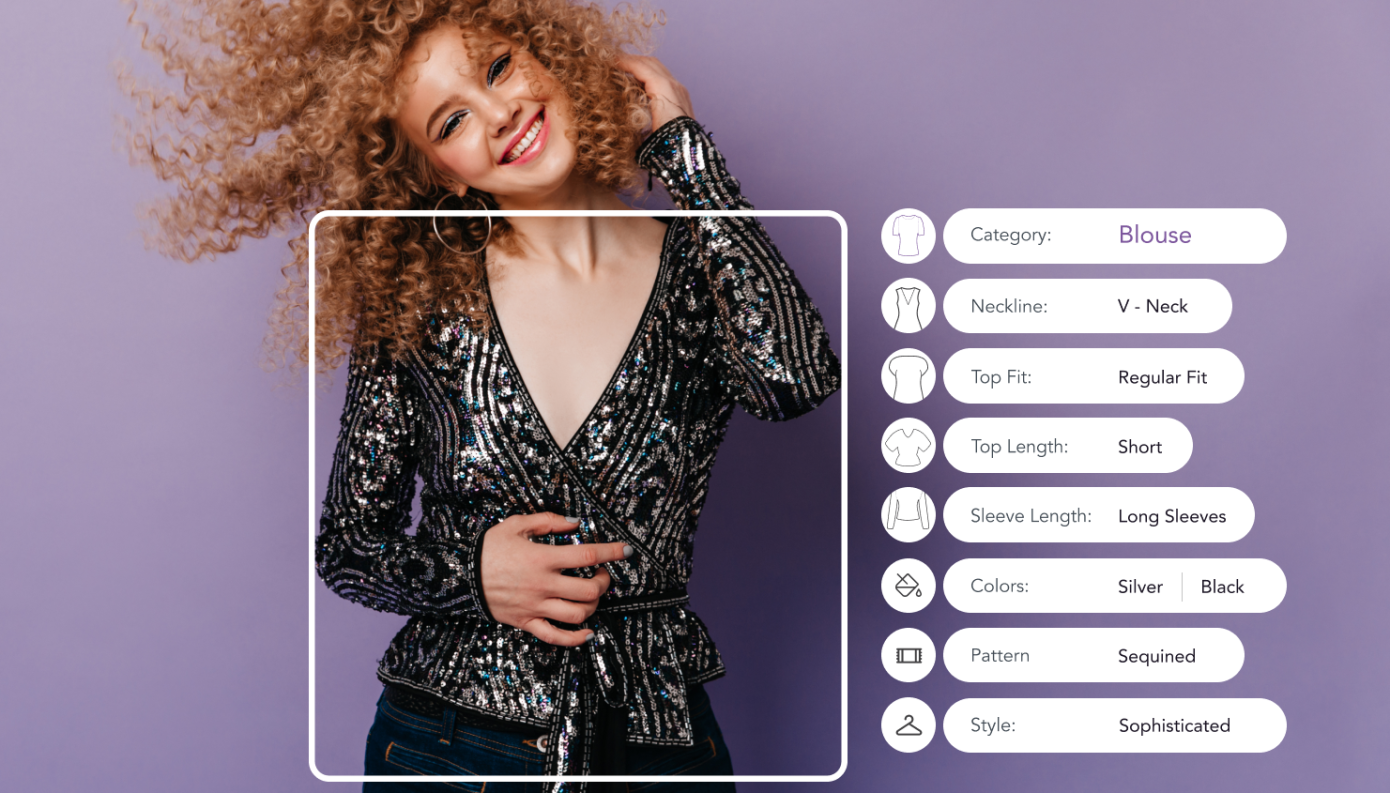 Category: Blouse
Neckline: V - Neck
Top Fit: Regular Fit
Top Length: Short
Sleeve Length: Long Sleeves
Colors: Silver | Black
Pattern Sequined
Style: Sophisticated